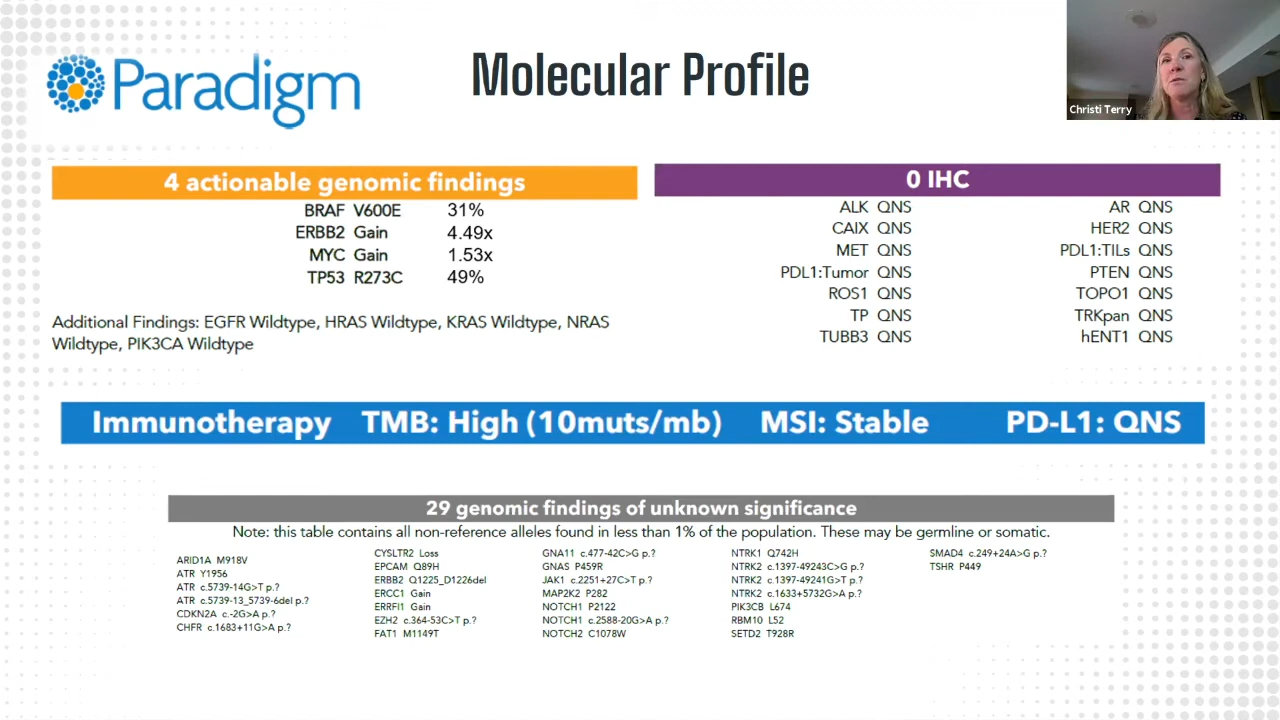 Paradigm
Molecular Profile
Christi Terry
4 actionable genomic findings
BRAF V600E 31%
ERBB2 Gain 4.49x
MYC Gain 1.53x
TP53 R273C 49%
Additional Findings: EGFR Wildtype, HRAS Wildtype, KRAS Wildtype, NRAS
Wildtype, PIK3CA Wildtype
0 IHC
ALK QNS
CAIX QNS
MET QNS
PDL1:Tumor QNS
ROS1 QNS
TP QNS
TUBB3 QNS
AR QNS
HER2 QNS
PDL1:TILs QNS
PTEN QNS
TOPO1 QNS
TRKpan QNS
hENT1 QNS
Immunotherapy TMB: High (10muts/mb) MSI: Stable PD-L1: QNS
29 genomic findings of unknown significance
Note: this table contains all non-reference alleles found in less than 1% of the population. These may be germline or somatic.
ARID1A M918V
ATR Y1956
ATR c.5739-14G>T p.?
ATR c.5739-13_5739-6del p.?
CDKN2A c.-2G>A p.?
CHFR c.1683+11G>A p.?
CYSLTR2 Loss
EPCAM Q89H
ERBB2 Q1225_D1226del
ERCC1 Gain
ERRFI1 Gain
EZH2 c.364-53C>T p.?
FAT1 M1149T
GNA11 c.477-42C>G p.?
GNAS P459R
JAK1 c.2251+27C>T p.?
MAP2K2 P282
NOTCH1 P2122
NOTCH1 c.2588-20G>A p.?
NOTCH2 C1078W
NTRK1 Q742H
NTRK2 c.1397-49243C>G p.?
NTRK2 c.1397-49241G>T p.?
NTRK2 c.1633+5732G>A p.?
PIK3CB L674
RBM10 L52
SETD2 T928R
SMAD4 c.249+24A>G p.?
TSHR P449